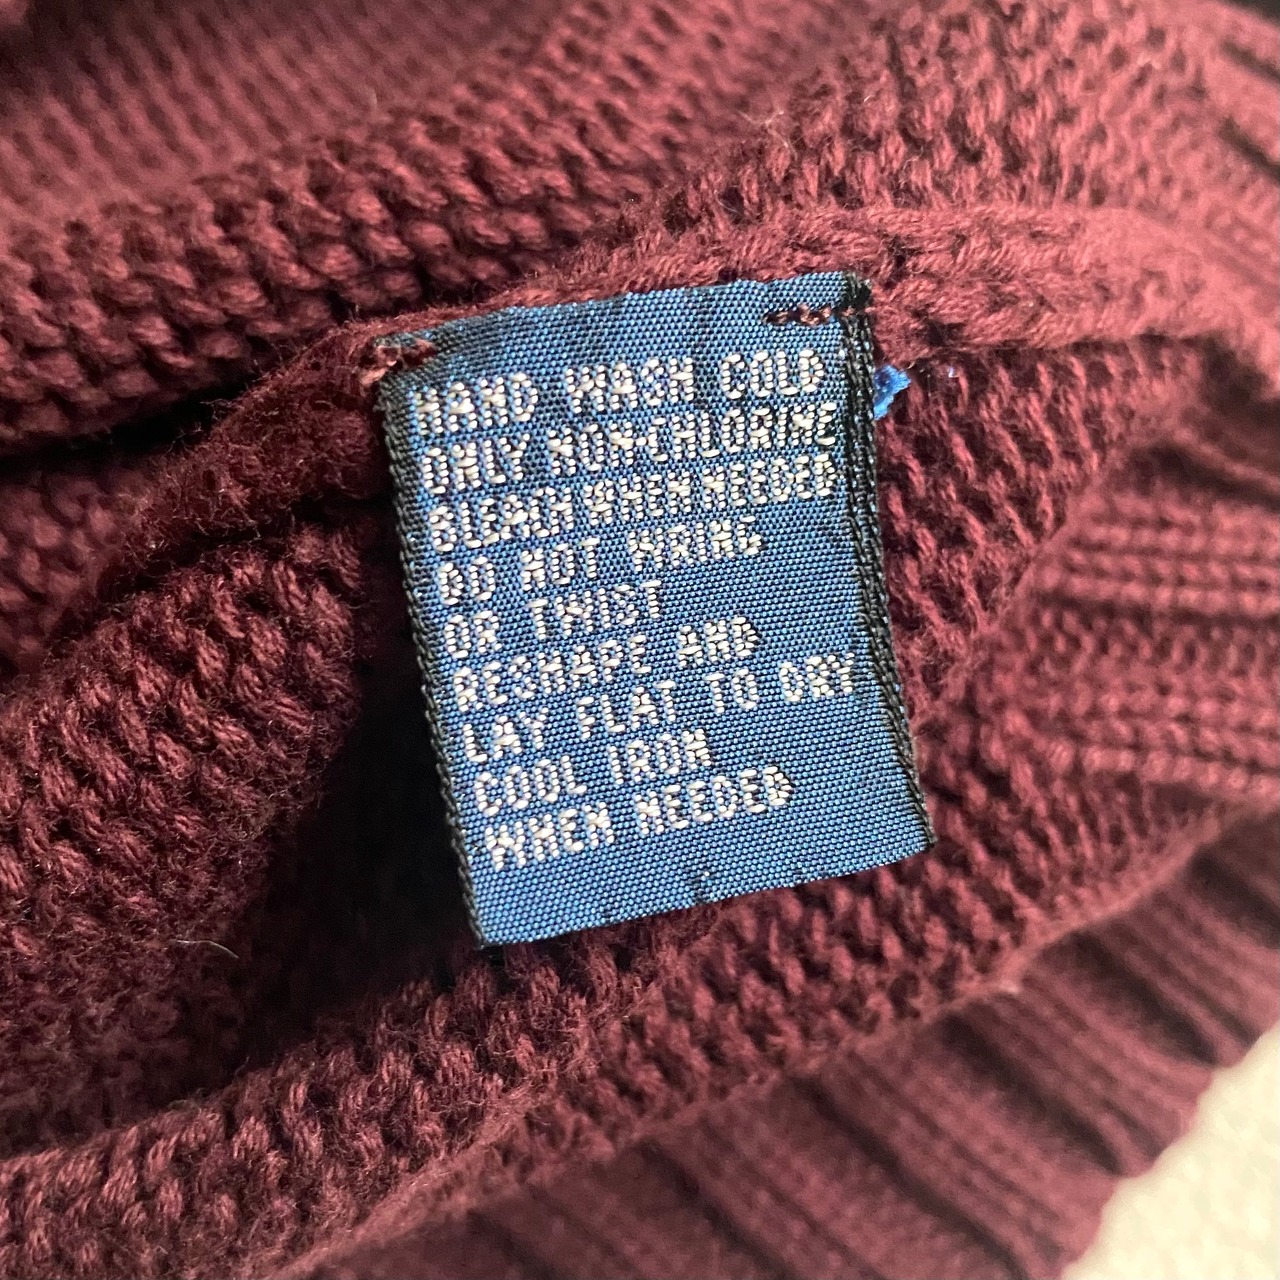 HAND WASH COLD
ONLY NON-CHLORINE
BLEACH WHEN NEEDED
DO NOT WRING
OR TWIST
RESHAPE AND
LAY FLAT TO DRY
COOL IRON
WHEN NEEDED